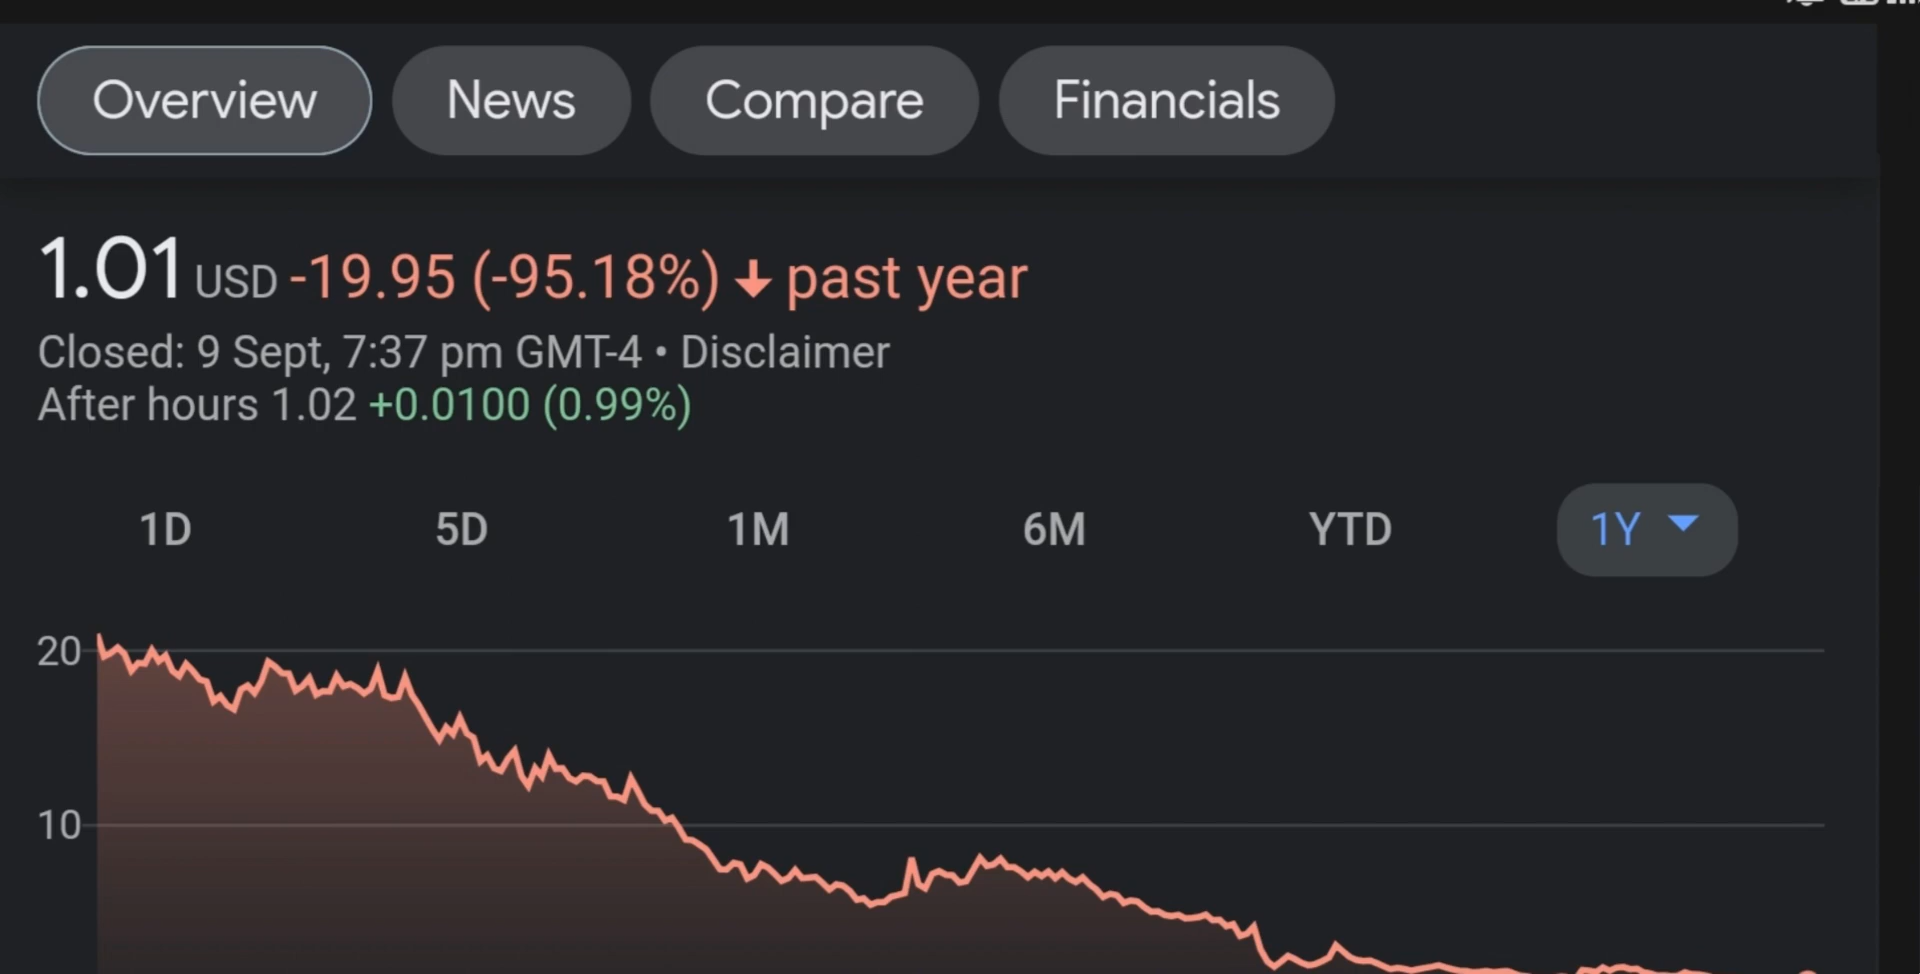 Overview News Compare Financials
1.01 USD -19.95 (-95.18%) ↓ past year
Closed: 9 Sept, 7:37 pm GMT-4 • Disclaimer
After hours 1.02 +0.0100 (0.99%)
1D 5D 1M 6M YTD 1Y
20
10